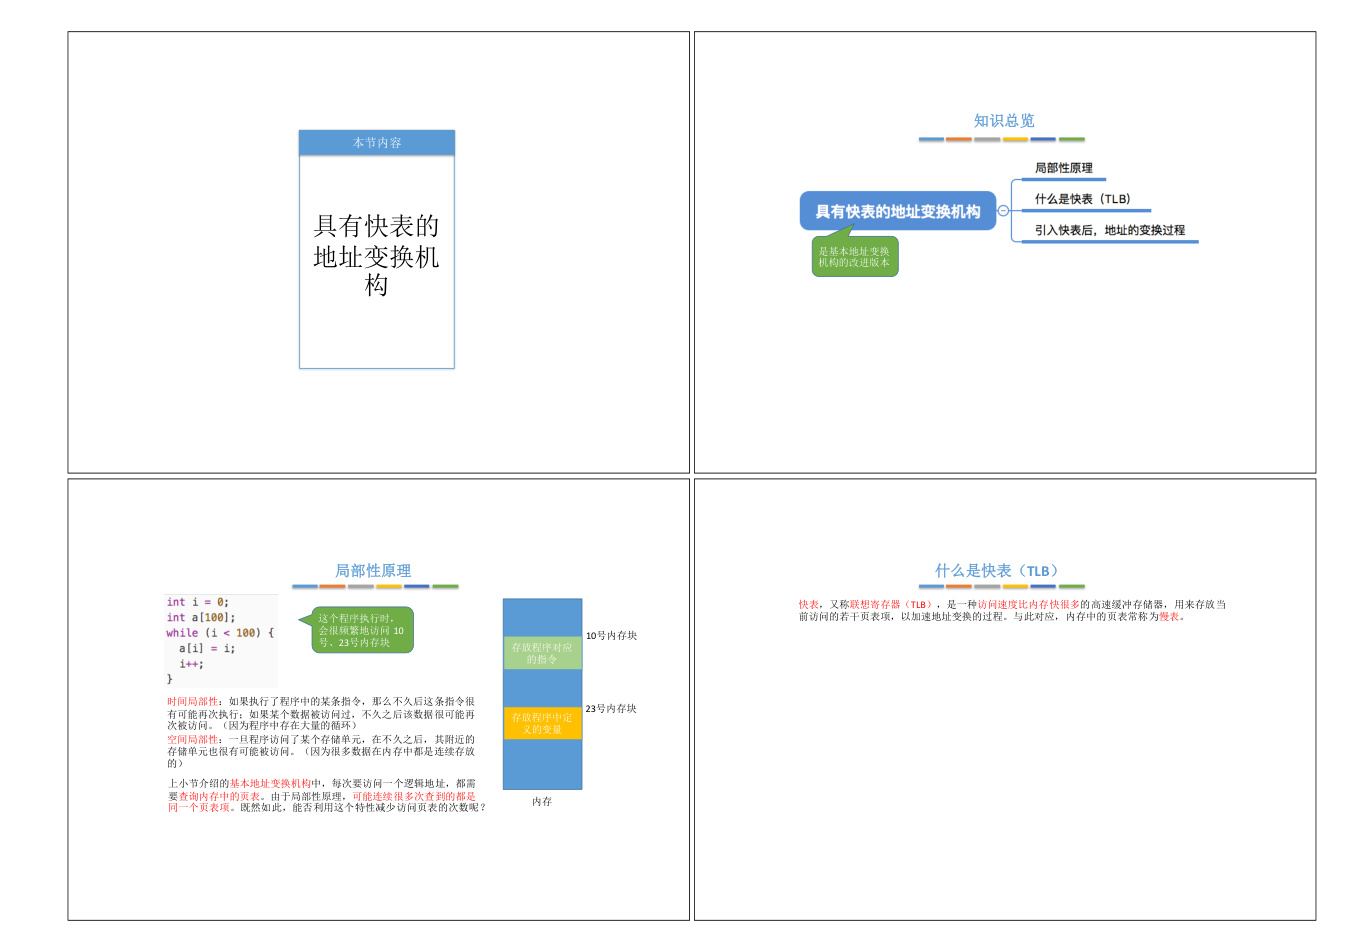 本节内容
具有快表的
地址变换机
构
知识总览
具有快表的地址变换机构
是基本地址变换
机构的改进版本
局部性原理
什么是快表（TLB）
引入快表后，地址的变换过程
局部性原理
int i = 0;
int a[100];
while (i < 100) {
a[i] = i;
i++;
}
这个程序执行时，
会很频繁地访问 10
号、23号内存块
时间局部性：如果执行了程序中的某条指令，那么不久后这条指令很
有可能再次执行；如果某个数据被访问过，不久之后该数据很可能再
次被访问。（因为程序中存在大量的循环）
空间局部性：一旦程序访问了某个存储单元，在不久之后，其附近的
存储单元也很有可能被访问。（因为很多数据在内存中都是连续存放
的）
上小节介绍的基本地址变换机构中，每次要访问一个逻辑地址，都需
要查询内存中的页表。由于局部性原理，可能连续很多次查到的都是
同一个页表项。既然如此，能否利用这个特性减少访问页表的次数呢？
存放程序对应
的指令
存放程序中定
义的变量
10号内存块
23号内存块
内存
什么是快表（TLB）
快表，又称联想寄存器（TLB），是一种访问速度比内存快很多的高速缓冲存储器，用来存放当
前访问的若干页表项，以加速地址变换的过程。与此对应，内存中的页表常称为慢表。